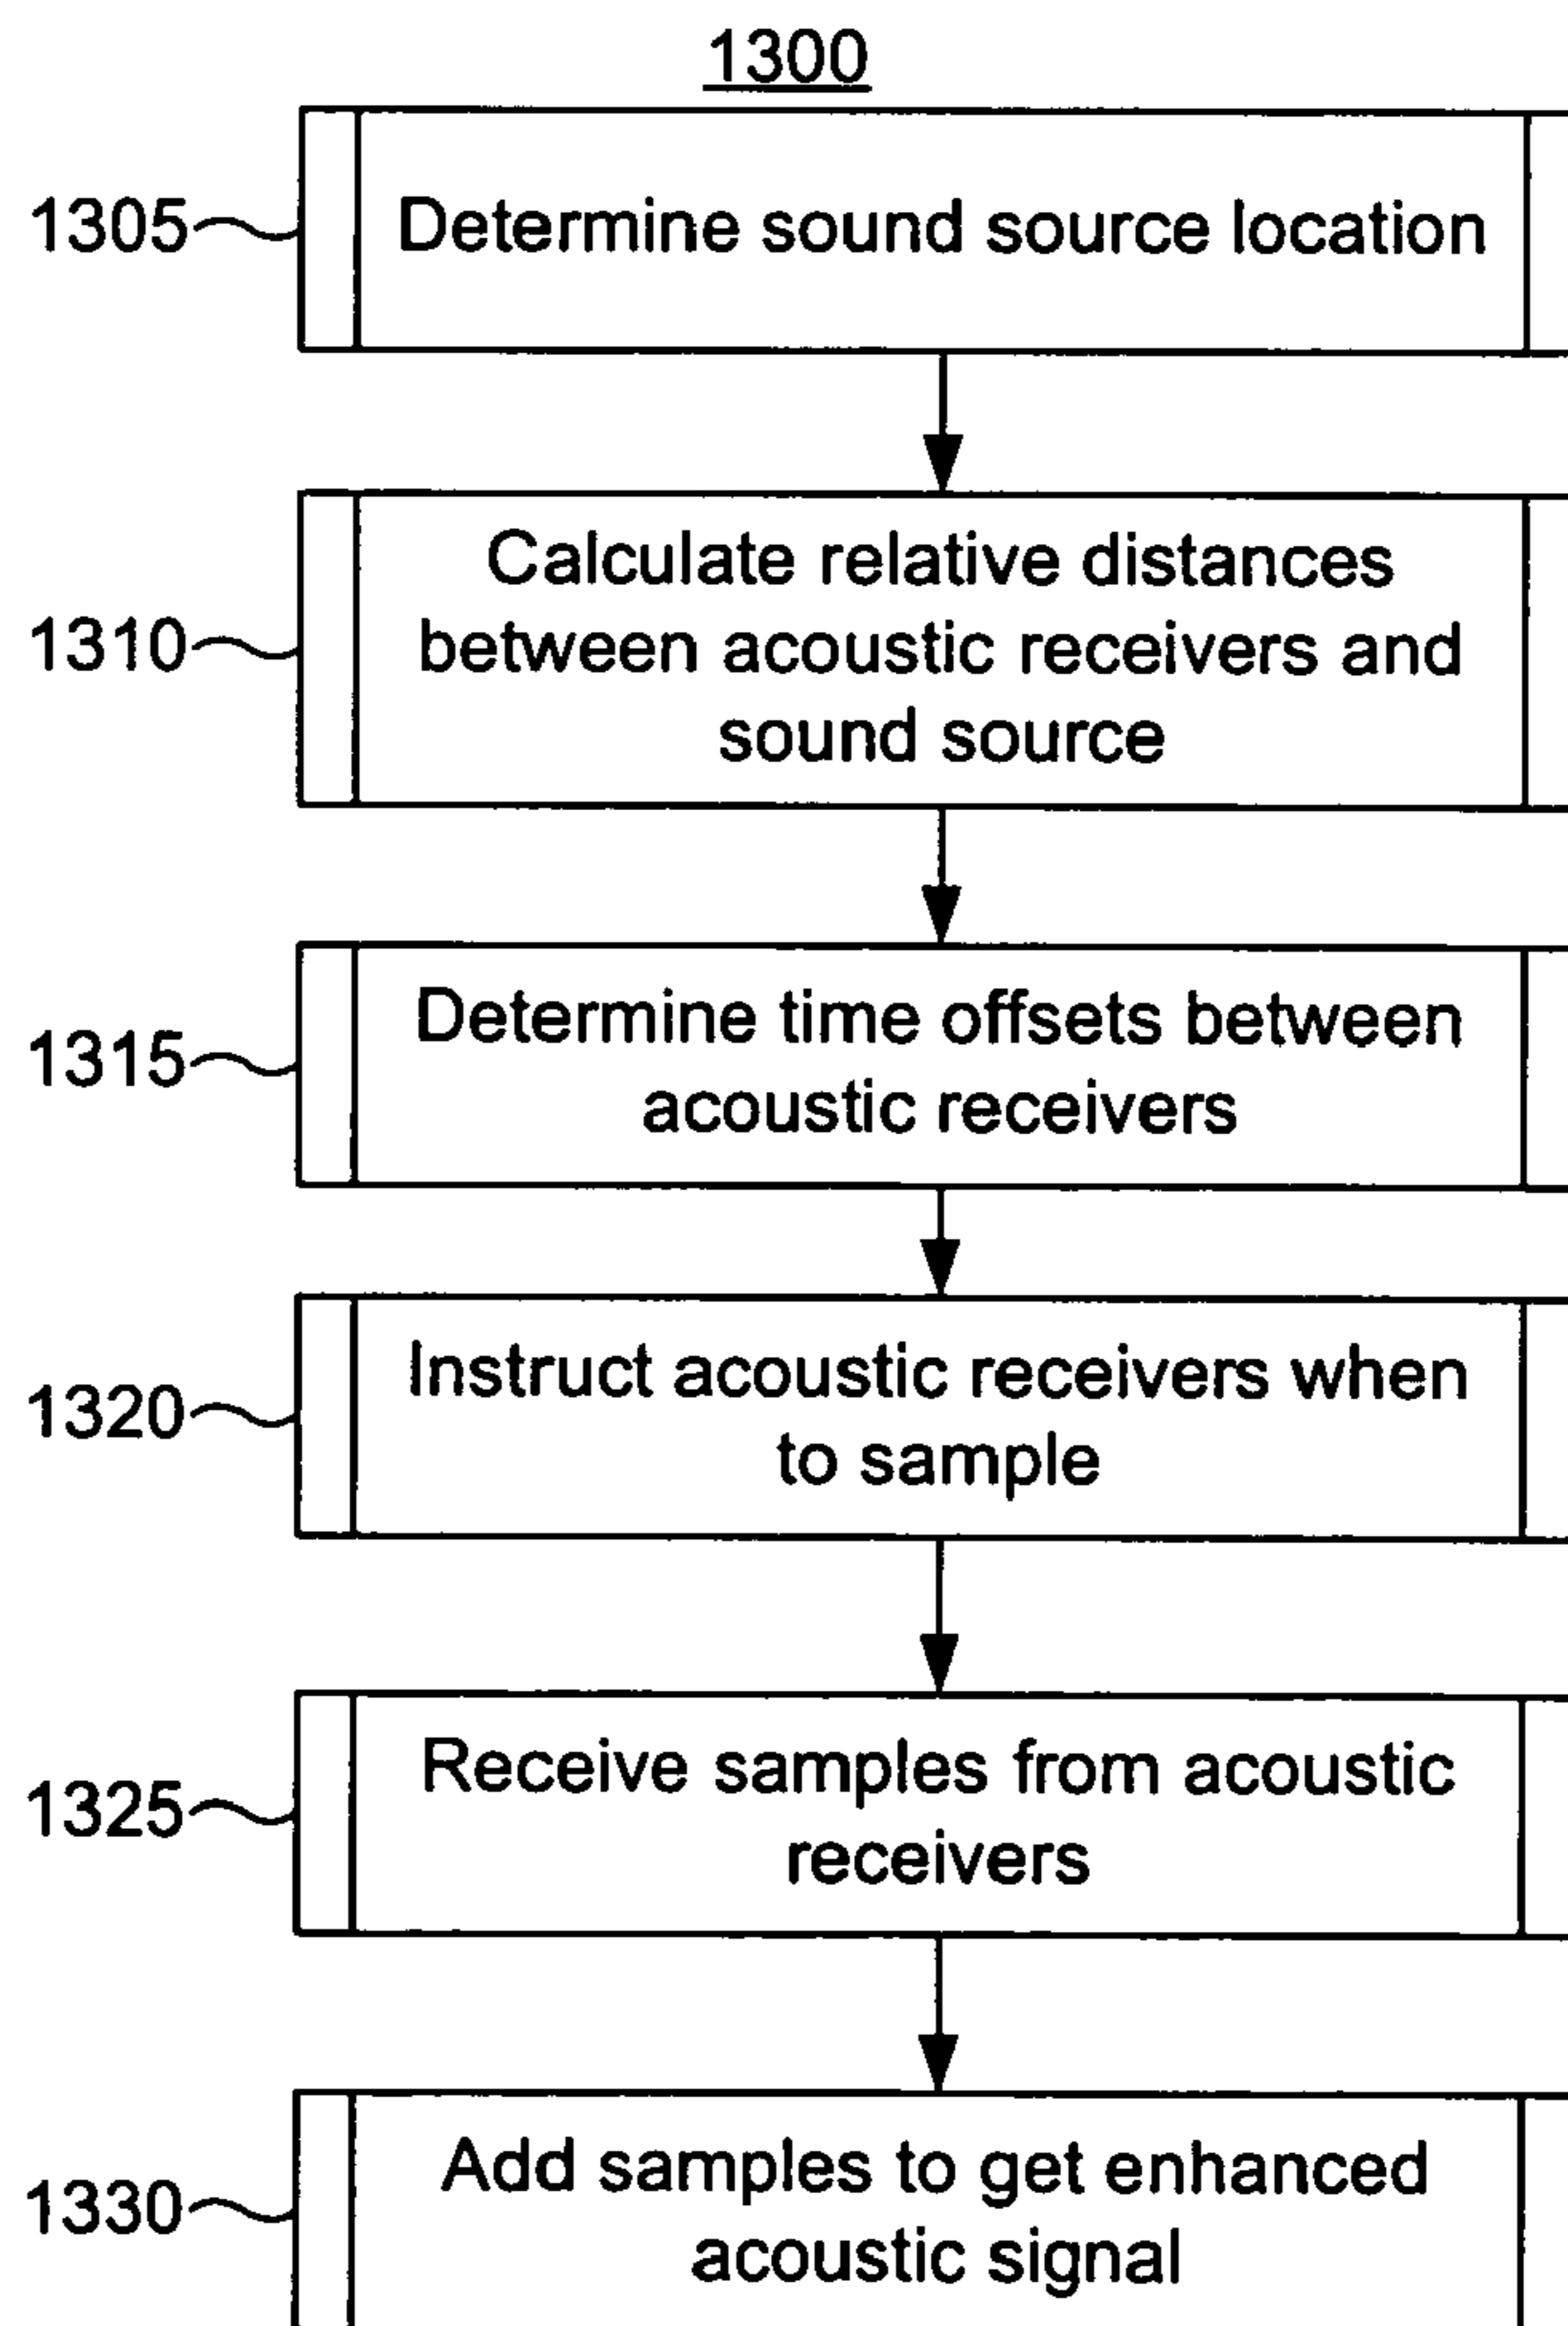 1300
1305
Determine sound source location
1310
Calculate relative distances
between acoustic receivers and
sound source
1315
Determine time offsets between
acoustic receivers
1320
Instruct acoustic receivers when
to sample
1325
Receive samples from acoustic
receivers
1330
Add samples to get enhanced
acoustic signal